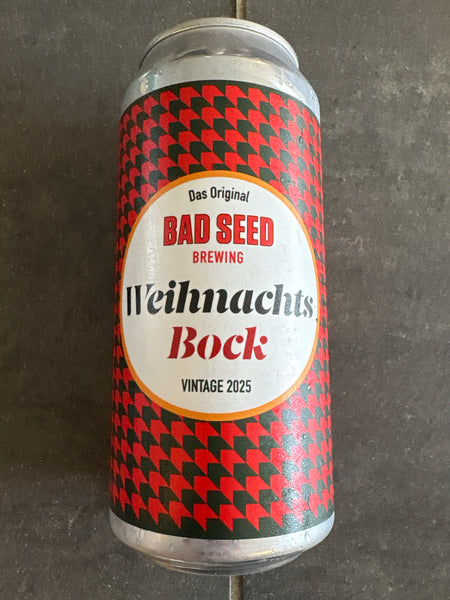 Das Original
BAD SEED
BREWING
Weihnachts
Bock
VINTAGE 2025